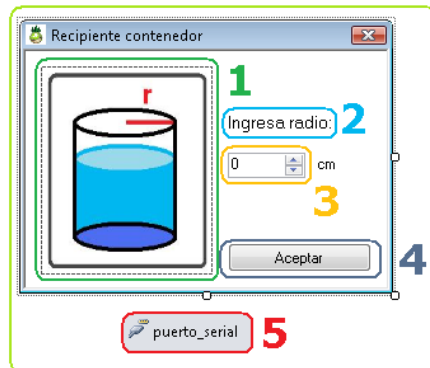 Recipiente contenedor
1
r
Ingresa radio: 2
0 cm
3
Aceptar 4
puerto_serial 5